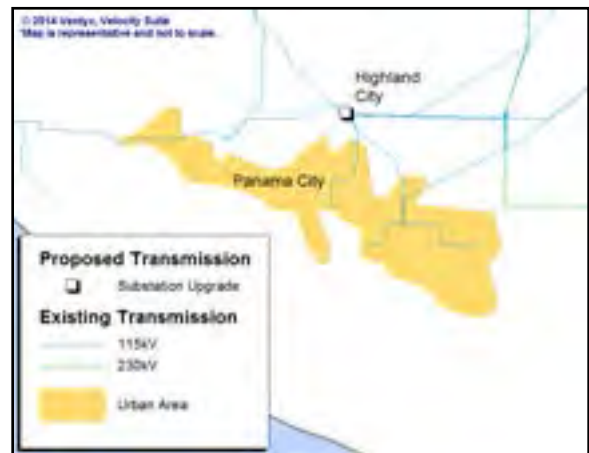 © 2014 Ventyx, Velocity Suite
*Map is representative and not to scale.
Highland
City
Panama City
Proposed Transmission
Substation Upgrade
Existing Transmission
115kV
230kV
Urban Area